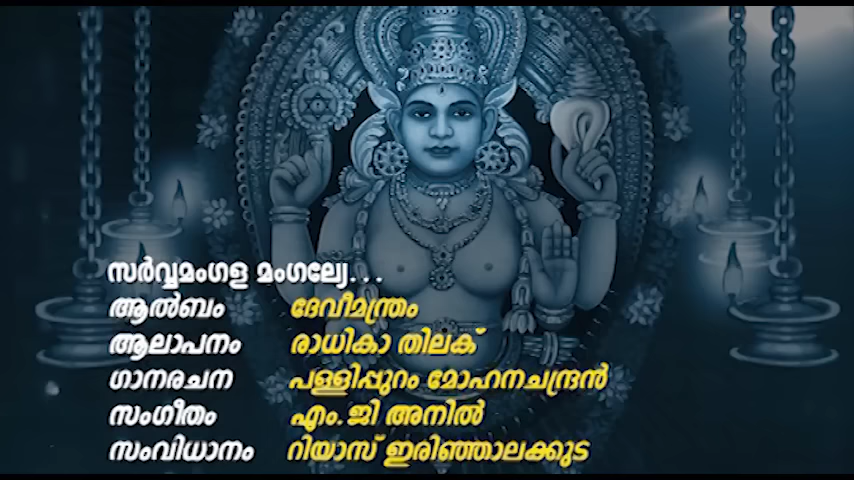 സർവ്വമംഗള മംഗല്യേ...
ആൽബം ദേവീമന്ത്രം
ആലാപനം രാധികാ തിലക്
ഗാനരചന പള്ളിപ്പുറം മോഹനചന്ദ്രൻ
സംഗീതം എം.ജി അനിൽ
സംവിധാനം റിയാസ് ഇരിഞ്ഞാലക്കുട